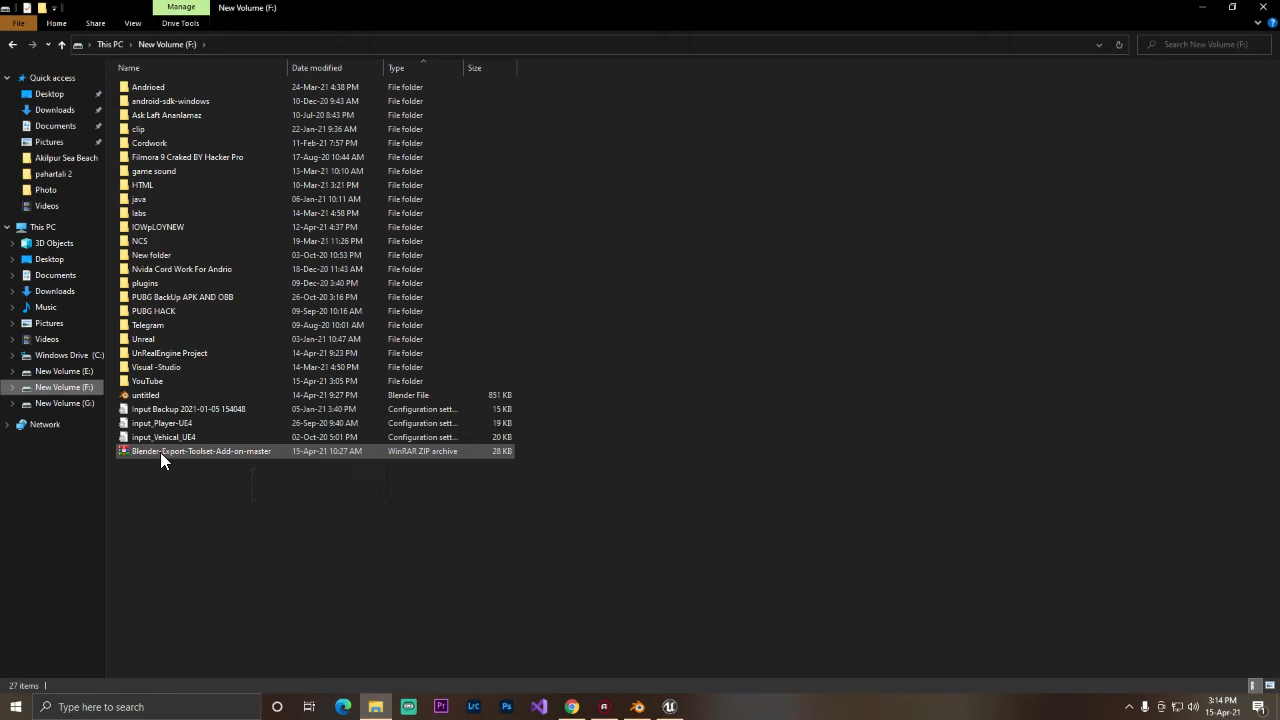 Manage
New Volume (F:)
File
Home
Share
View
Drive Tools
This PC
New Volume (F:)
Search New Volume (F:)
Name
Date modified
Type
Size
Quick access
Desktop
Downloads
Documents
Pictures
Akilpur Sea Beach
pahartali 2
Photo
Videos
This PC
3D Objects
Desktop
Documents
Downloads
Music
Pictures
Videos
Windows Drive (C:)
New Volume (E:)
New Volume (F:)
New Volume (G:)
Network
Andrioed 24-Mar-21 4:38 PM File folder
android-sdk-windows 10-Dec-20 9:43 AM File folder
Ask Laft Ananlamaz 10-Jul-20 8:43 PM File folder
clip 22-Jan-21 9:36 AM File folder
Cordwork 11-Feb-21 7:57 PM File folder
Filmora 9 Craked BY Hacker Pro 17-Aug-20 10:44 AM File folder
game sound 13-Mar-21 10:10 AM File folder
HTML 10-Mar-21 3:21 PM File folder
java 06-Jan-21 10:11 AM File folder
labs 14-Mar-21 4:58 PM File folder
lOWpLOYNEW 12-Apr-21 4:37 PM File folder
NCS 19-Mar-21 11:26 PM File folder
New folder 03-Oct-20 10:53 PM File folder
Nvida Cord Work For Andrio 18-Dec-20 11:43 AM File folder
plugins 09-Dec-20 3:40 PM File folder
PUBG BackUp APK AND OBB 26-Oct-20 3:16 PM File folder
PUBG HACK 09-Sep-20 10:16 AM File folder
Telegram 09-Aug-20 10:01 AM File folder
Unreal 03-Jan-21 10:47 AM File folder
UnRealEngine Project 14-Apr-21 9:23 PM File folder
Visual -Studio 14-Apr-21 4:34 PM File folder
YouTube 15-Apr-21 3:05 PM File folder
untitled 14-Apr-21 9:27 PM Blender File 851 KB
Input Backup 2021-01-05 154048 05-Jan-21 3:40 PM Configuration sett... 15 KB
input_Player-UE4 26-Sep-20 9:40 AM Configuration sett... 19 KB
input_Vehical_UE4 02-Oct-20 5:01 PM Configuration sett... 20 KB
Blender-Export-Toolset-Add-on-master 15-Apr-21 10:27 AM WinRAR ZIP archive 28 KB
27 items
Type here to search
3:14 PM
15-Apr-21